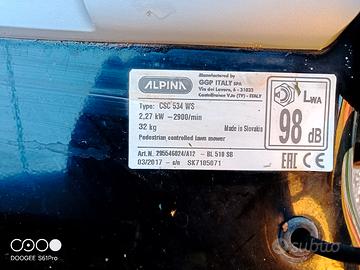 ALPINA
Manufactured by
GGP ITALY SPA
Via del Lavoro, 6 - 31033
Castelfranco V.to (TV) - ITALY
Type: CSC 534 WS
2,27 kW - 2900/min
32 kg
Made in Slovakia
Pedestrian controlled lawn mower
Art.N. 295546024/A12 - BL 510 SB
03/2017 - s/n SK7105071
LWA
98 dB
EAC CE
DOOGEE S61Pro
subito